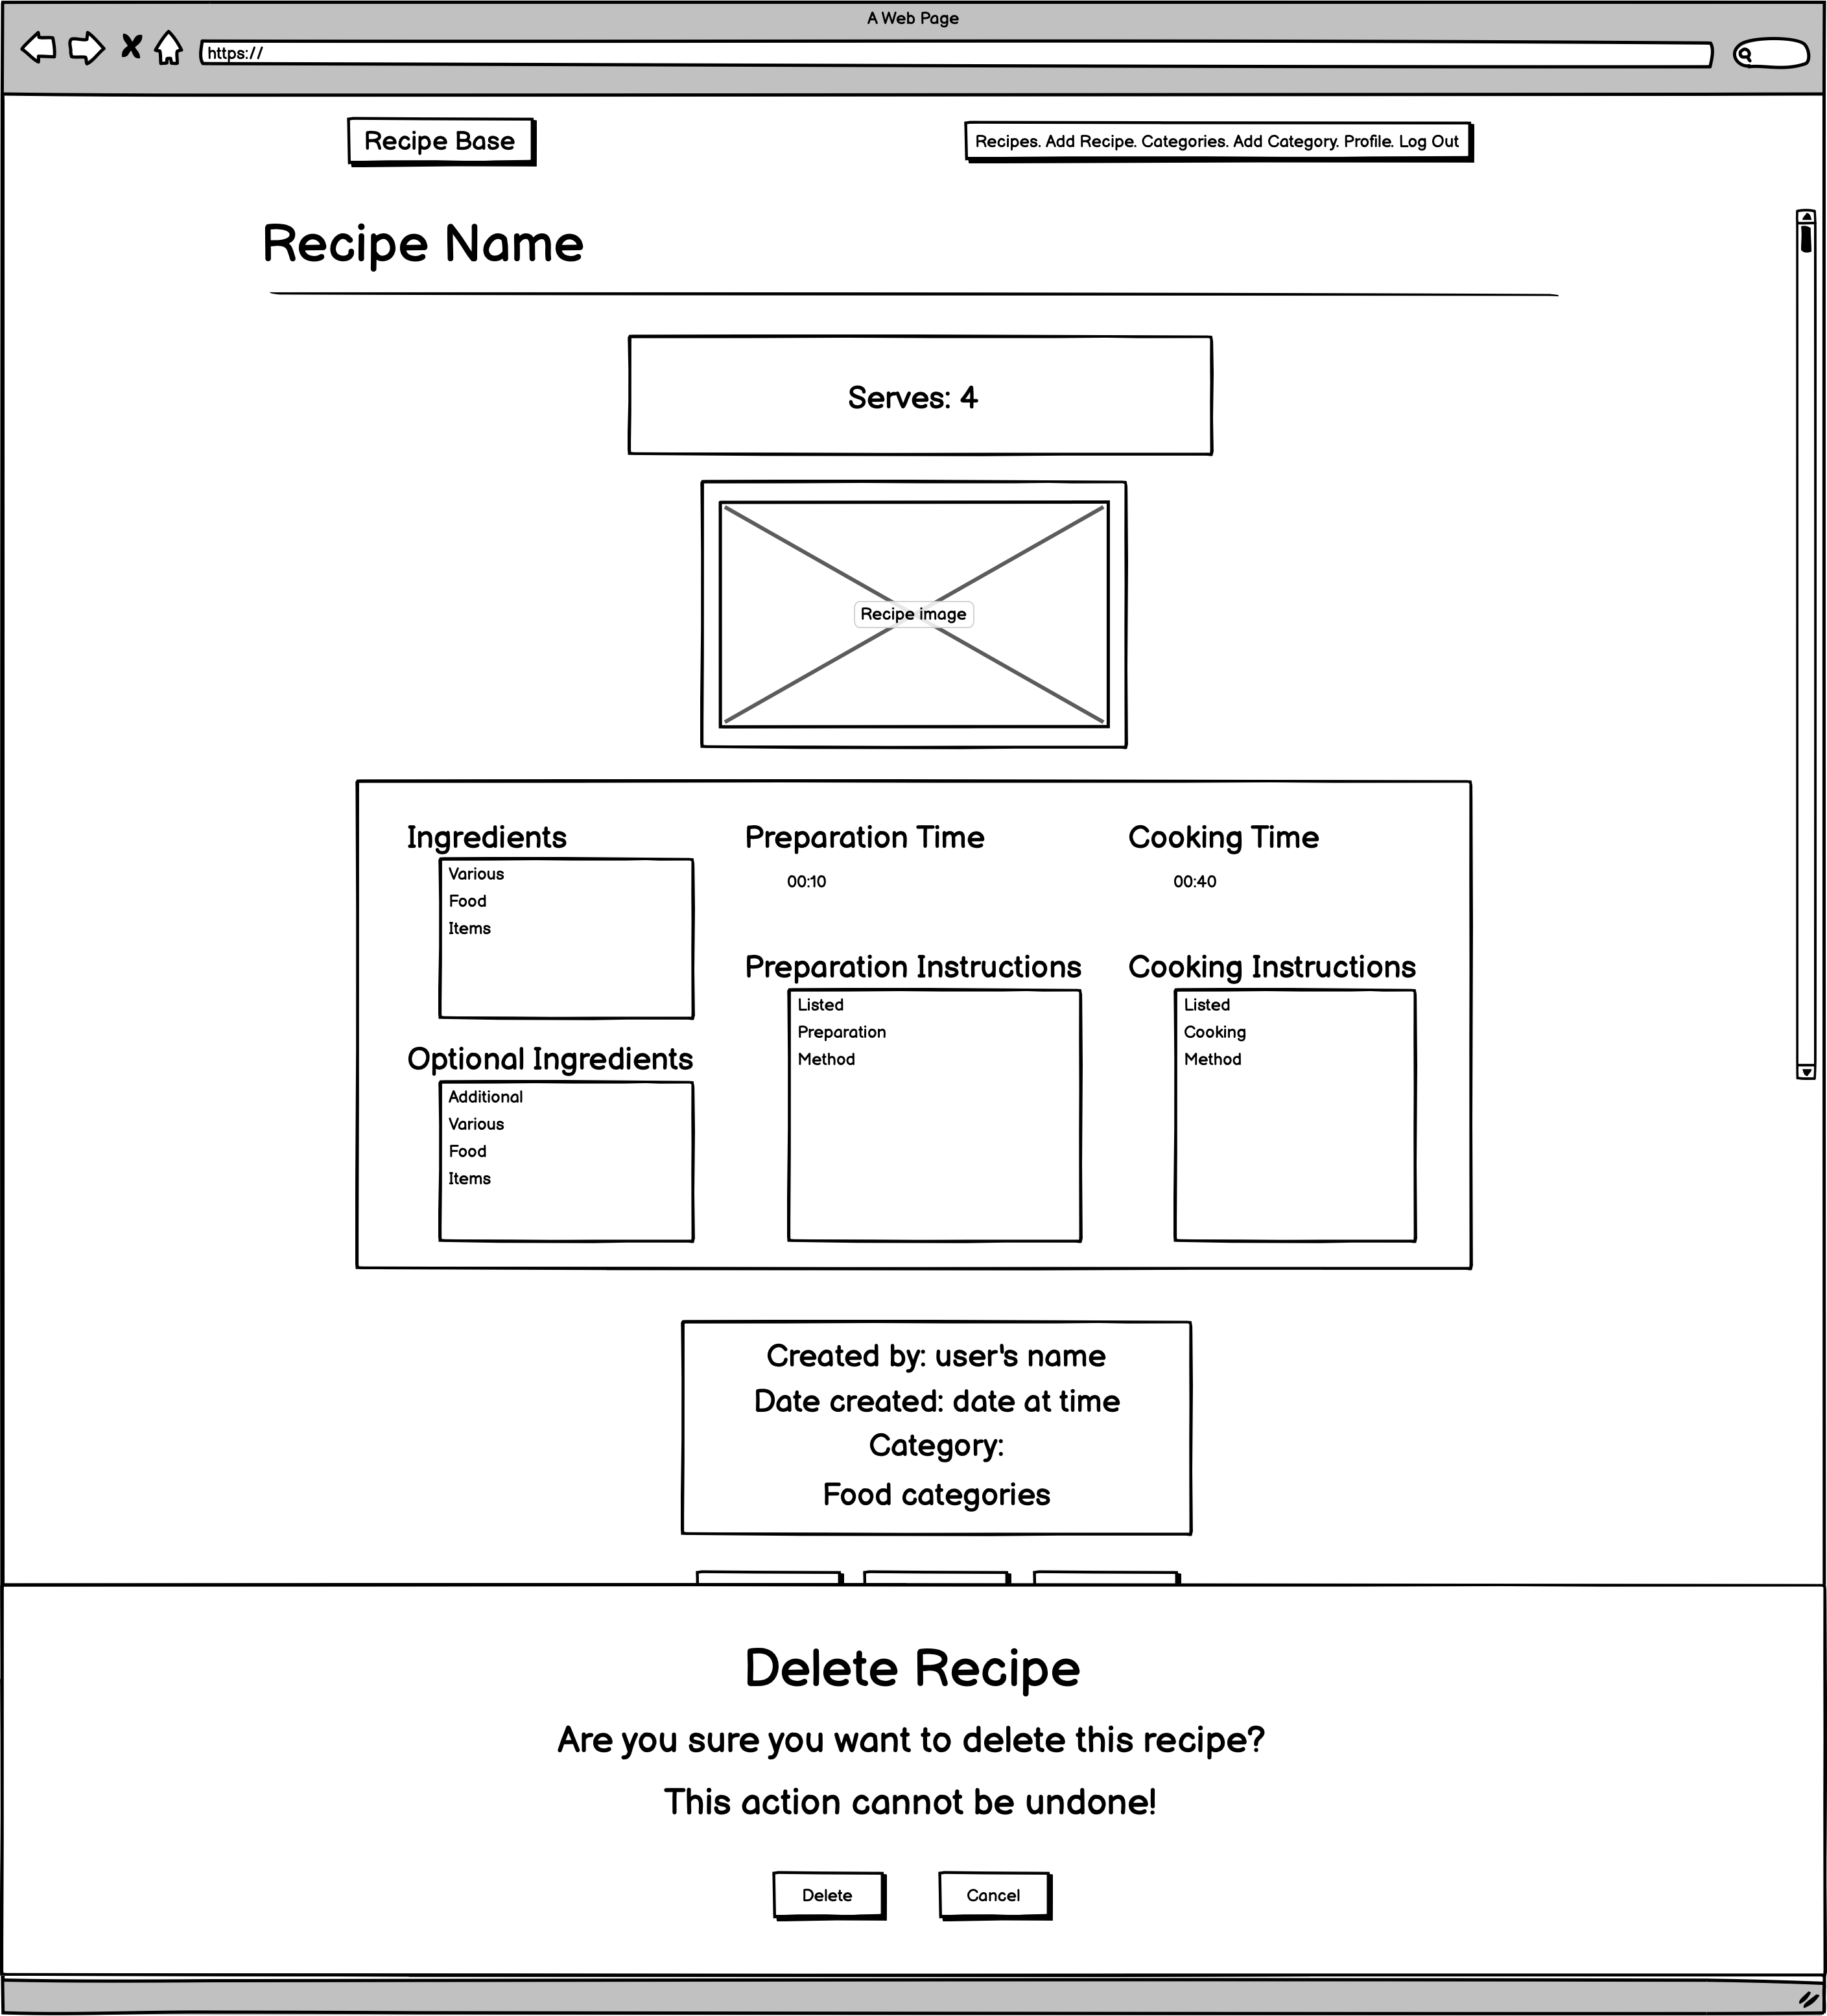 A Web Page
https://
Recipe Base
Recipes. Add Recipe. Categories. Add Category. Profile. Log Out
Recipe Name
Serves: 4
Recipe image
Ingredients
Various
Food
Items
Optional Ingredients
Additional
Various
Food
Items
Preparation Time
00:10
Preparation Instructions
Listed
Preparation
Method
Cooking Time
00:40
Cooking Instructions
Listed
Cooking
Method
Created by: user's name
Date created: date at time
Category:
Food categories
Delete Recipe
Are you sure you want to delete this recipe?
This action cannot be undone!
Delete
Cancel